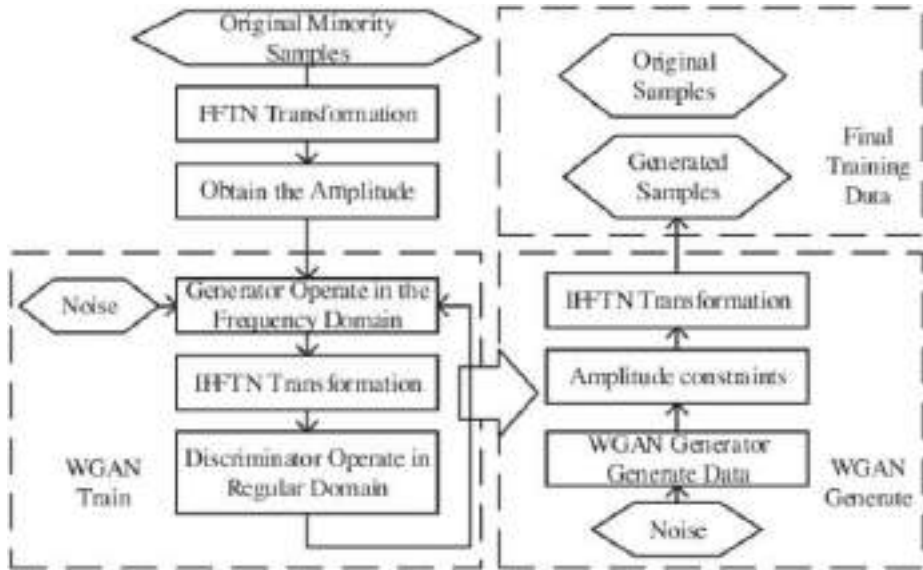 Original Minority
Samples
FFTN Transformation
Obtain the Amplitude
Noise
Generator Operate in the
Frequency Domain
IFFTN Transformation
Discriminator Operate in
Regular Domain
WGAN
Train
Original
Samples
Generated
Samples
Final
Training
Data
IFFTN Transformation
Amplitude constraints
WGAN Generator
Generate Data
Noise
WGAN
Generate